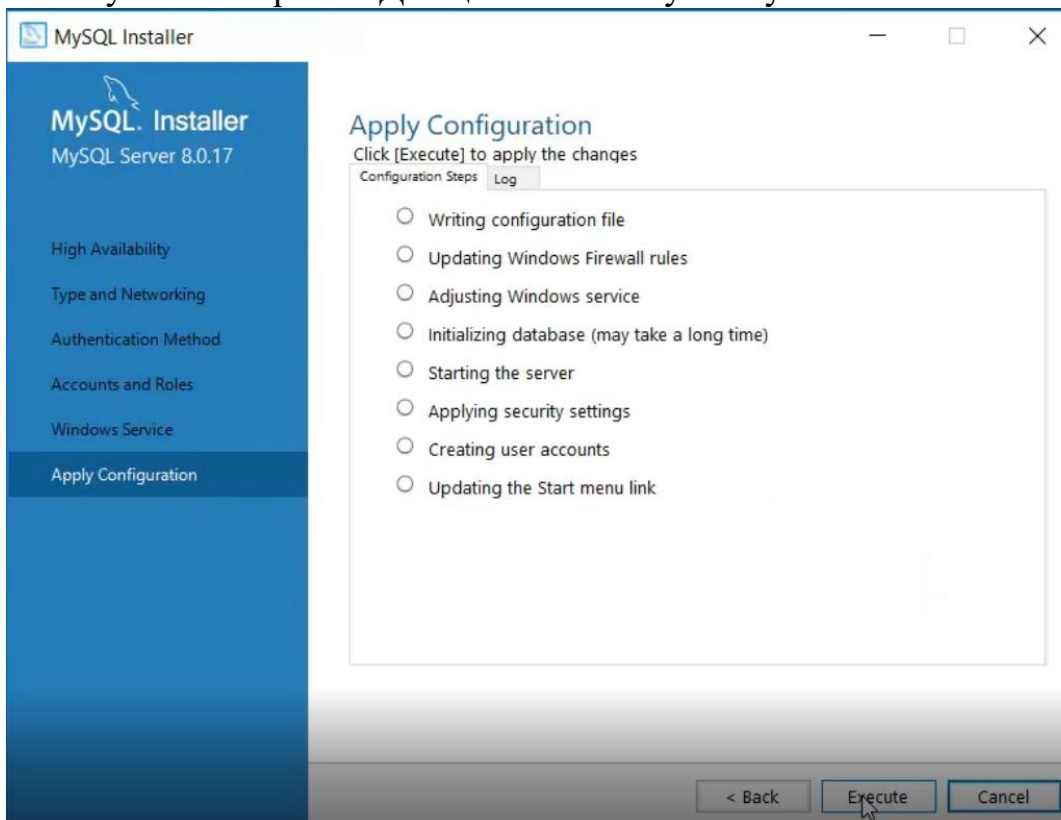 MySQL Installer
MySQL. Installer
MySQL Server 8.0.17
High Availability
Type and Networking
Authentication Method
Accounts and Roles
Windows Service
Apply Configuration
Apply Configuration
Click [Execute] to apply the changes
Configuration Steps Log
Writing configuration file
Updating Windows Firewall rules
Adjusting Windows service
Initializing database (may take a long time)
Starting the server
Applying security settings
Creating user accounts
Updating the Start menu link
< Back Execute Cancel